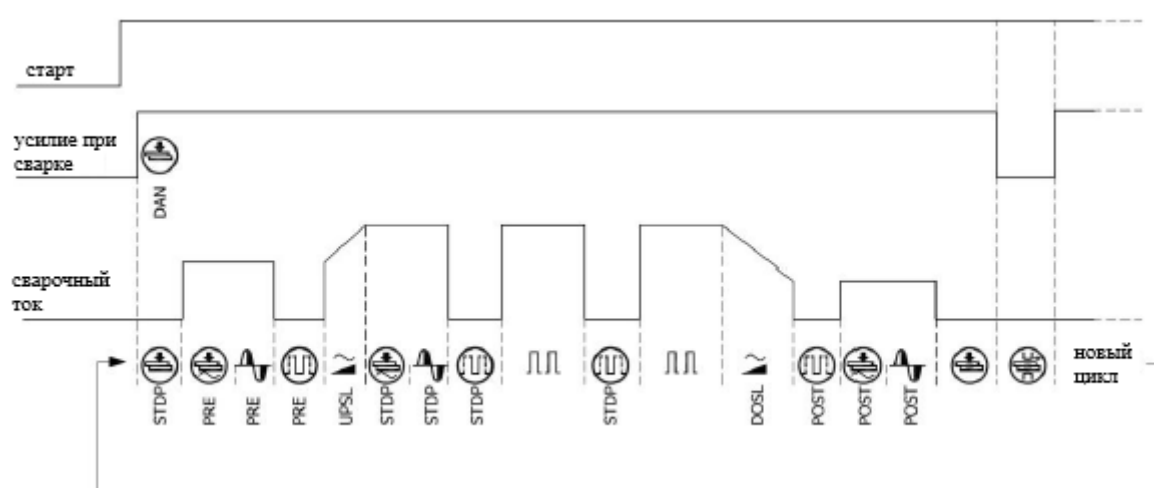 старт
усилие при
сварке
DAN
сварочный
ток
STDP
PRE
PRE
PRE
UPSL
STDP
STDP
STDP
STDP
DOSL
POST
POST
POST
новый
цикл